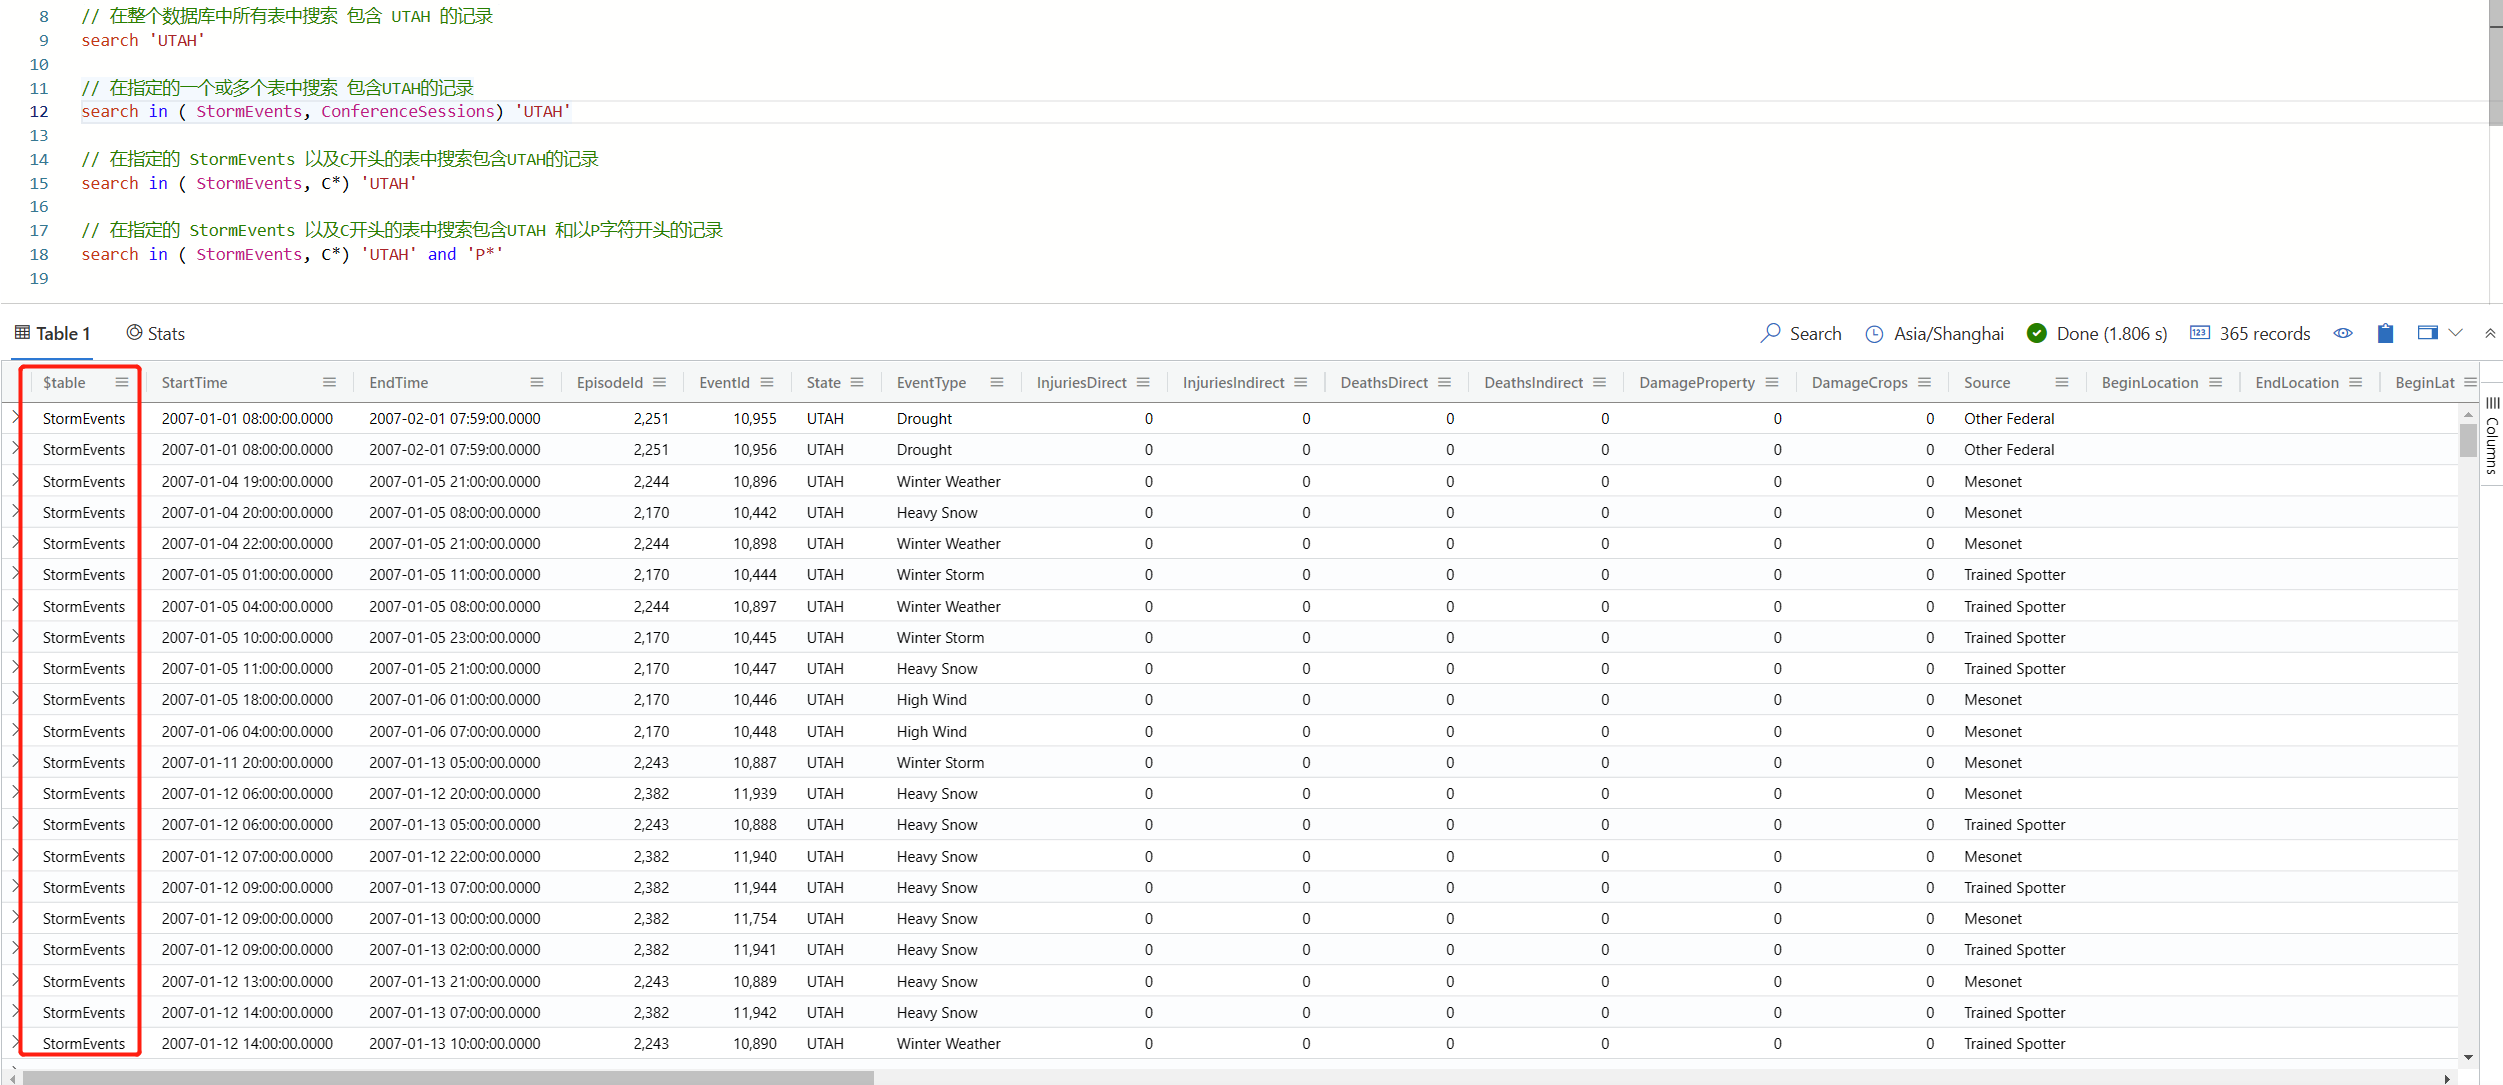 8 // 在整个数据库中所有表中搜索 包含 UTAH 的记录
9 search 'UTAH'
10
11 // 在指定的一个或多个表中搜索 包含UTAH的记录
12 search in ( StormEvents, ConferenceSessions) 'UTAH'
13
14 // 在指定的 StormEvents 以及C开头的表中搜索包含UTAH的记录
15 search in ( StormEvents, C*) 'UTAH'
16
17 // 在指定的 StormEvents 以及C开头的表中搜索包含UTAH 和以P字符开头的记录
18 search in ( StormEvents, C*) 'UTAH' and 'P*'
19
Table 1 Stats Search Asia/Shanghai Done (1.806 s) 123 365 records
$table StartTime EndTime EpisodeId EventId State EventType InjuriesDirect InjuriesIndirect DeathsDirect DeathsIndirect DamageProperty DamageCrops Source BeginLocation EndLocation BeginLat
StormEvents 2007-01-01 08:00:00.0000 2007-02-01 07:59:00.0000 2,251 10,955 UTAH Drought 0 0 0 0 0 0 Other Federal
StormEvents 2007-01-01 08:00:00.0000 2007-02-01 07:59:00.0000 2,251 10,956 UTAH Drought 0 0 0 0 0 0 Other Federal
StormEvents 2007-01-04 19:00:00.0000 2007-01-05 21:00:00.0000 2,244 10,896 UTAH Winter Weather 0 0 0 0 0 0 Mesonet
StormEvents 2007-01-04 20:00:00.0000 2007-01-05 08:00:00.0000 2,170 10,442 UTAH Heavy Snow 0 0 0 0 0 0 Mesonet
StormEvents 2007-01-04 22:00:00.0000 2007-01-05 21:00:00.0000 2,244 10,898 UTAH Winter Weather 0 0 0 0 0 0 Mesonet
StormEvents 2007-01-05 01:00:00.0000 2007-01-05 11:00:00.0000 2,170 10,444 UTAH Winter Storm 0 0 0 0 0 0 Trained Spotter
StormEvents 2007-01-05 04:00:00.0000 2007-01-05 08:00:00.0000 2,244 10,897 UTAH Winter Weather 0 0 0 0 0 0 Trained Spotter
StormEvents 2007-01-05 10:00:00.0000 2007-01-05 23:00:00.0000 2,170 10,445 UTAH Winter Storm 0 0 0 0 0 0 Trained Spotter
StormEvents 2007-01-05 11:00:00.0000 2007-01-05 21:00:00.0000 2,170 10,447 UTAH Heavy Snow 0 0 0 0 0 0 Trained Spotter
StormEvents 2007-01-05 18:00:00.0000 2007-01-06 01:00:00.0000 2,170 10,446 UTAH High Wind 0 0 0 0 0 0 Mesonet
StormEvents 2007-01-06 04:00:00.0000 2007-01-06 07:00:00.0000 2,170 10,448 UTAH High Wind 0 0 0 0 0 0 Mesonet
StormEvents 2007-01-11 20:00:00.0000 2007-01-13 05:00:00.0000 2,243 10,887 UTAH Winter Storm 0 0 0 0 0 0 Mesonet
StormEvents 2007-01-12 06:00:00.0000 2007-01-12 20:00:00.0000 2,382 11,939 UTAH Heavy Snow 0 0 0 0 0 0 Mesonet
StormEvents 2007-01-12 06:00:00.0000 2007-01-13 05:00:00.0000 2,243 10,888 UTAH Heavy Snow 0 0 0 0 0 0 Trained Spotter
StormEvents 2007-01-12 07:00:00.0000 2007-01-12 22:00:00.0000 2,382 11,940 UTAH Heavy Snow 0 0 0 0 0 0 Mesonet
StormEvents 2007-01-12 09:00:00.0000 2007-01-13 07:00:00.0000 2,382 11,944 UTAH Heavy Snow 0 0 0 0 0 0 Trained Spotter
StormEvents 2007-01-12 09:00:00.0000 2007-01-13 00:00:00.0000 2,382 11,754 UTAH Heavy Snow 0 0 0 0 0 0 Mesonet
StormEvents 2007-01-12 09:00:00.0000 2007-01-13 02:00:00.0000 2,382 11,941 UTAH Heavy Snow 0 0 0 0 0 0 Trained Spotter
StormEvents 2007-01-12 13:00:00.0000 2007-01-13 21:00:00.0000 2,243 10,889 UTAH Heavy Snow 0 0 0 0 0 0 Mesonet
StormEvents 2007-01-12 14:00:00.0000 2007-01-13 07:00:00.0000 2,382 11,942 UTAH Heavy Snow 0 0 0 0 0 0 Trained Spotter
StormEvents 2007-01-12 14:00:00.0000 2007-01-13 10:00:00.0000 2,243 10,890 UTAH Winter Weather 0 0 0 0 0 0 Trained Spotter
Columns